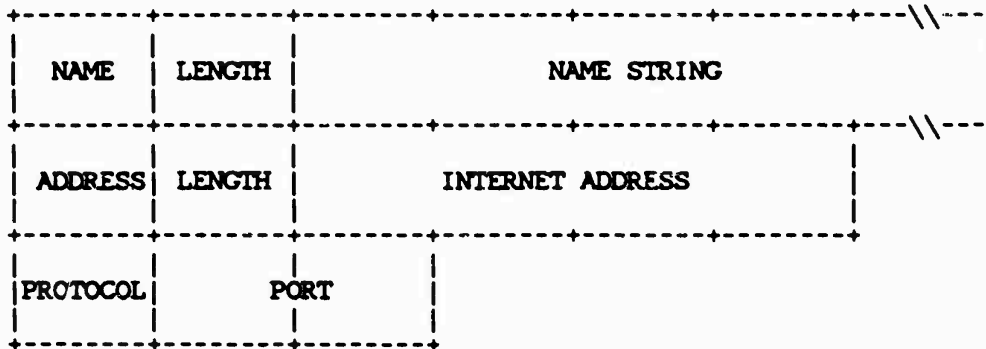 NAME LENGTH NAME STRING
ADDRESS LENGTH INTERNET ADDRESS
PROTOCOL PORT